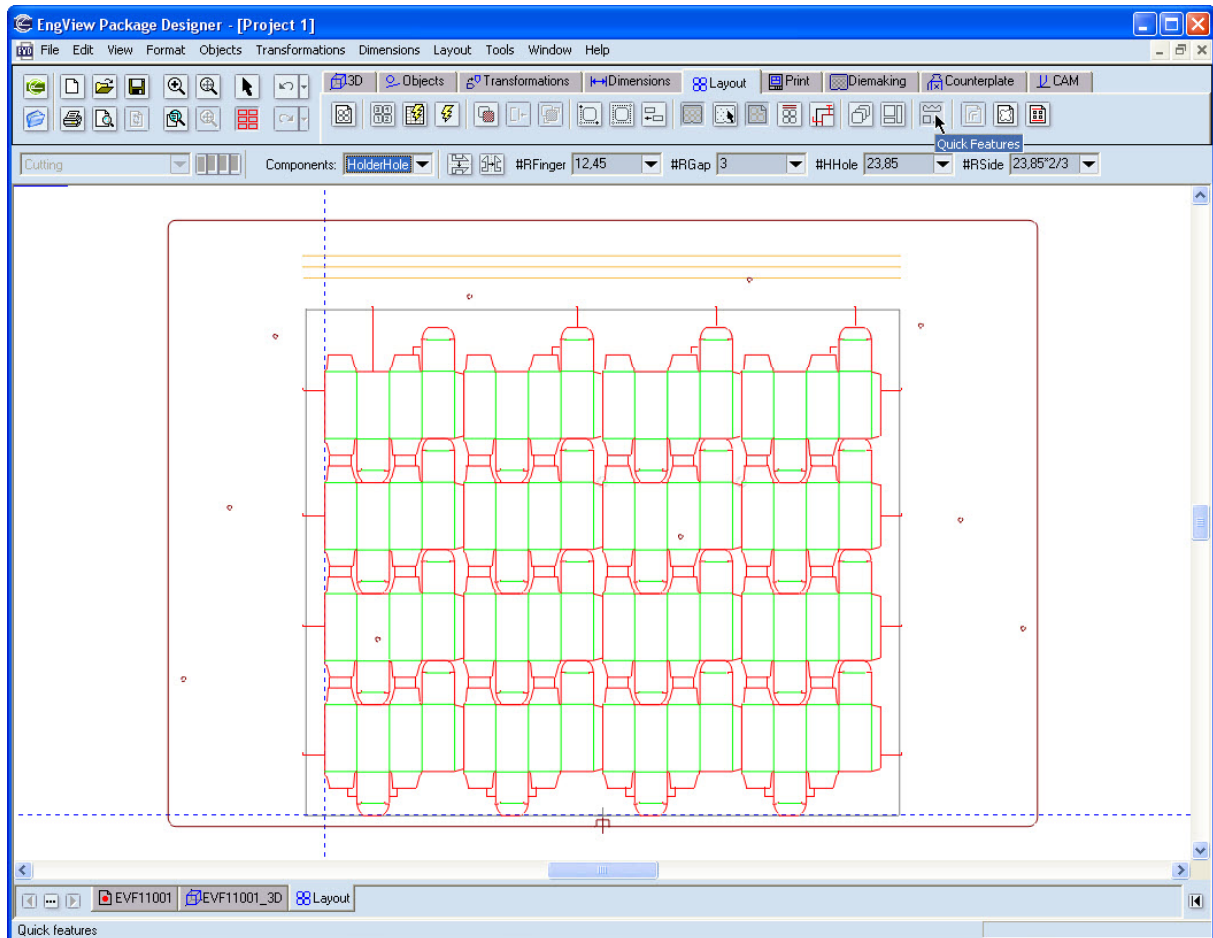 EngView Package Designer - [Project 1]
File Edit View Format Objects Transformations Dimensions Layout Tools Window Help
3D Objects Transformations Dimensions Layout Print Diemaking Counterplate CAM
Quick Features
Cutting Components: HolderHole #RFinger 12,45 #RGap 3 #HHole 23,85 #RSide 23,85*2/3
EVF11001 EVF11001_3D Layout
Quick features